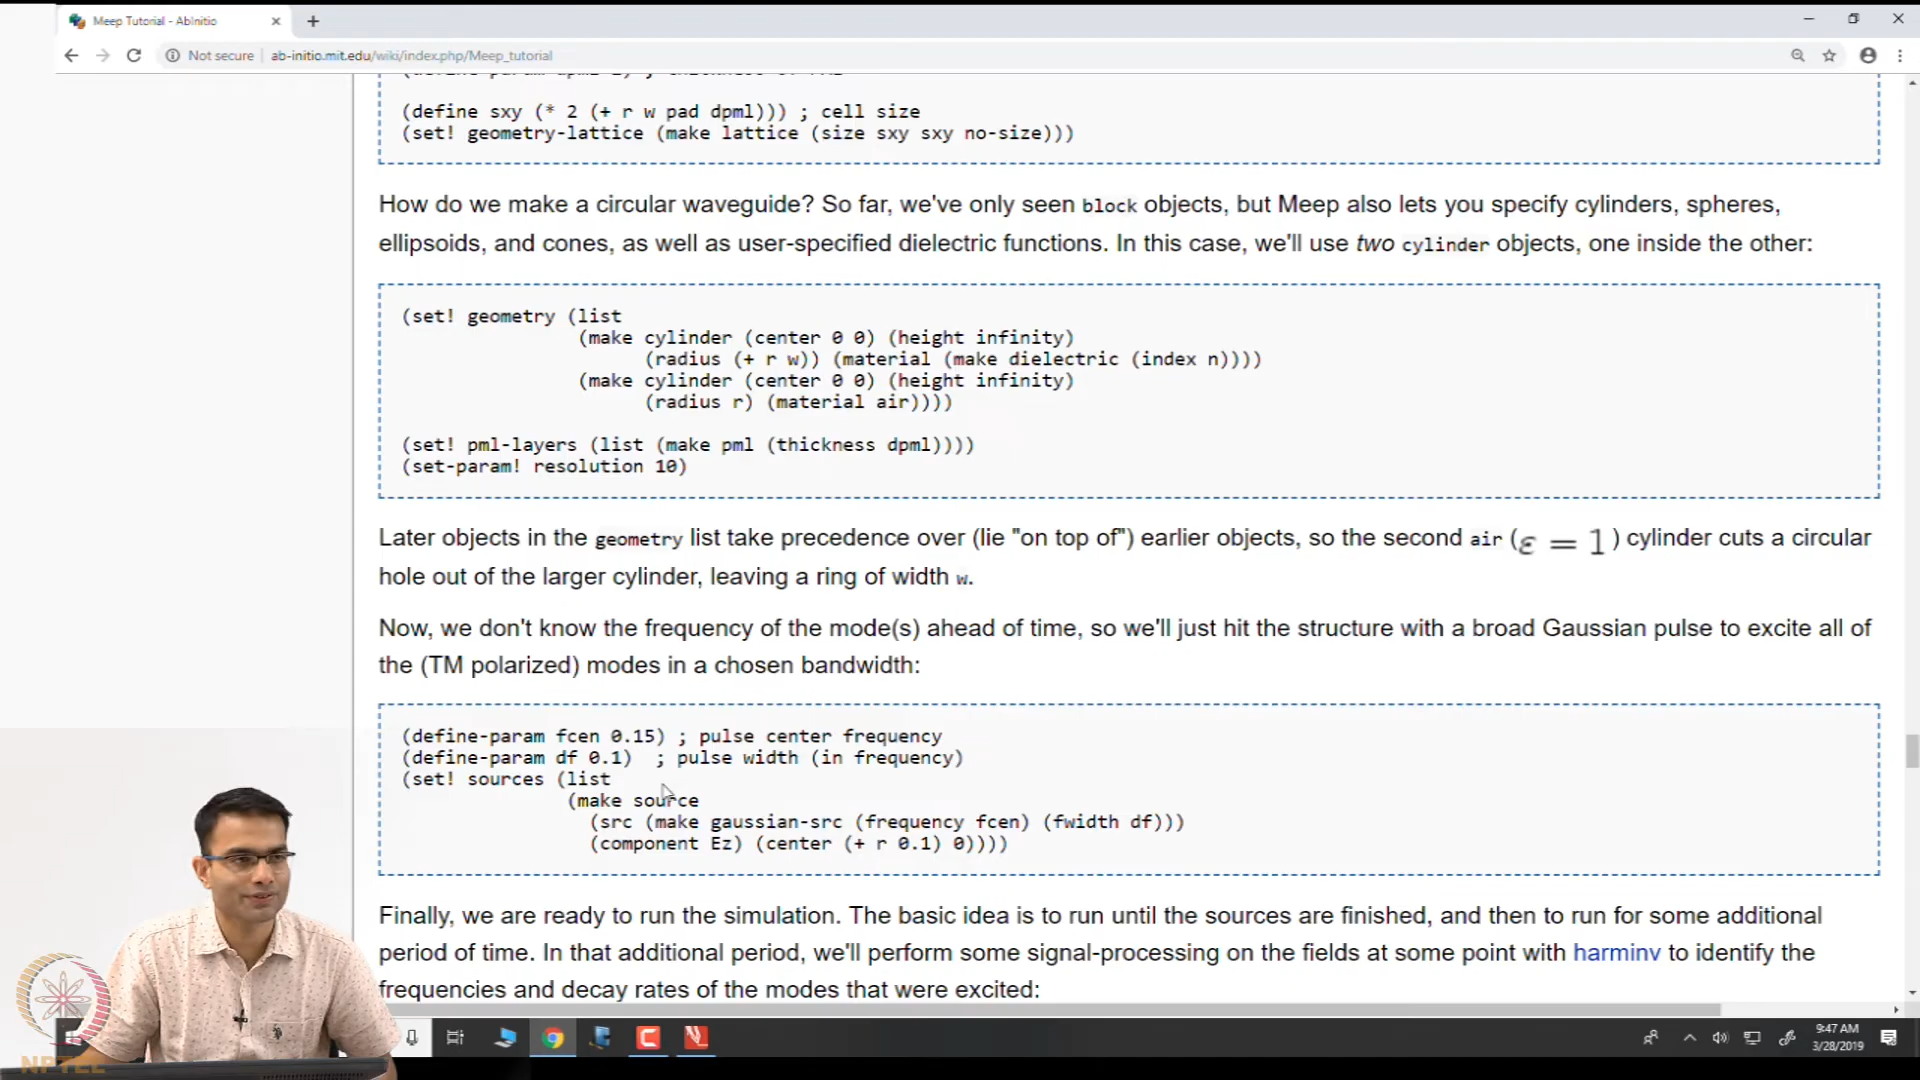 Meep Tutorial - AbInitio
Not secure | ab-initio.mit.edu/wiki/index.php/Meep_tutorial
(define sxy (* 2 (+ r w pad dpml))) ; cell size
(set! geometry-lattice (make lattice (size sxy sxy no-size)))
How do we make a circular waveguide? So far, we've only seen block objects, but Meep also lets you specify cylinders, spheres,
ellipsoids, and cones, as well as user-specified dielectric functions. In this case, we'll use two cylinder objects, one inside the other:
(set! geometry (list
(make cylinder (center 0 0) (height infinity)
(radius (+ r w)) (material (make dielectric (index n))))
(make cylinder (center 0 0) (height infinity)
(radius r) (material air))))
(set! pml-layers (list (make pml (thickness dpml))))
(set-param! resolution 10)
Later objects in the geometry list take precedence over (lie "on top of") earlier objects, so the second air (ε = 1) cylinder cuts a circular
hole out of the larger cylinder, leaving a ring of width w.
Now, we don't know the frequency of the mode(s) ahead of time, so we'll just hit the structure with a broad Gaussian pulse to excite all of
the (TM polarized) modes in a chosen bandwidth:
(define-param fcen 0.15) ; pulse center frequency
(define-param df 0.1)  ; pulse width (in frequency)
(set! sources (list
(make source
(src (make gaussian-src (frequency fcen) (fwidth df)))
(component Ez) (center (+ r 0.1) 0))))
Finally, we are ready to run the simulation. The basic idea is to run until the sources are finished, and then to run for some additional
period of time. In that additional period, we'll perform some signal-processing on the fields at some point with harminv to identify the
frequencies and decay rates of the modes that were excited:
NPTEL
9:47 AM
3/28/2019